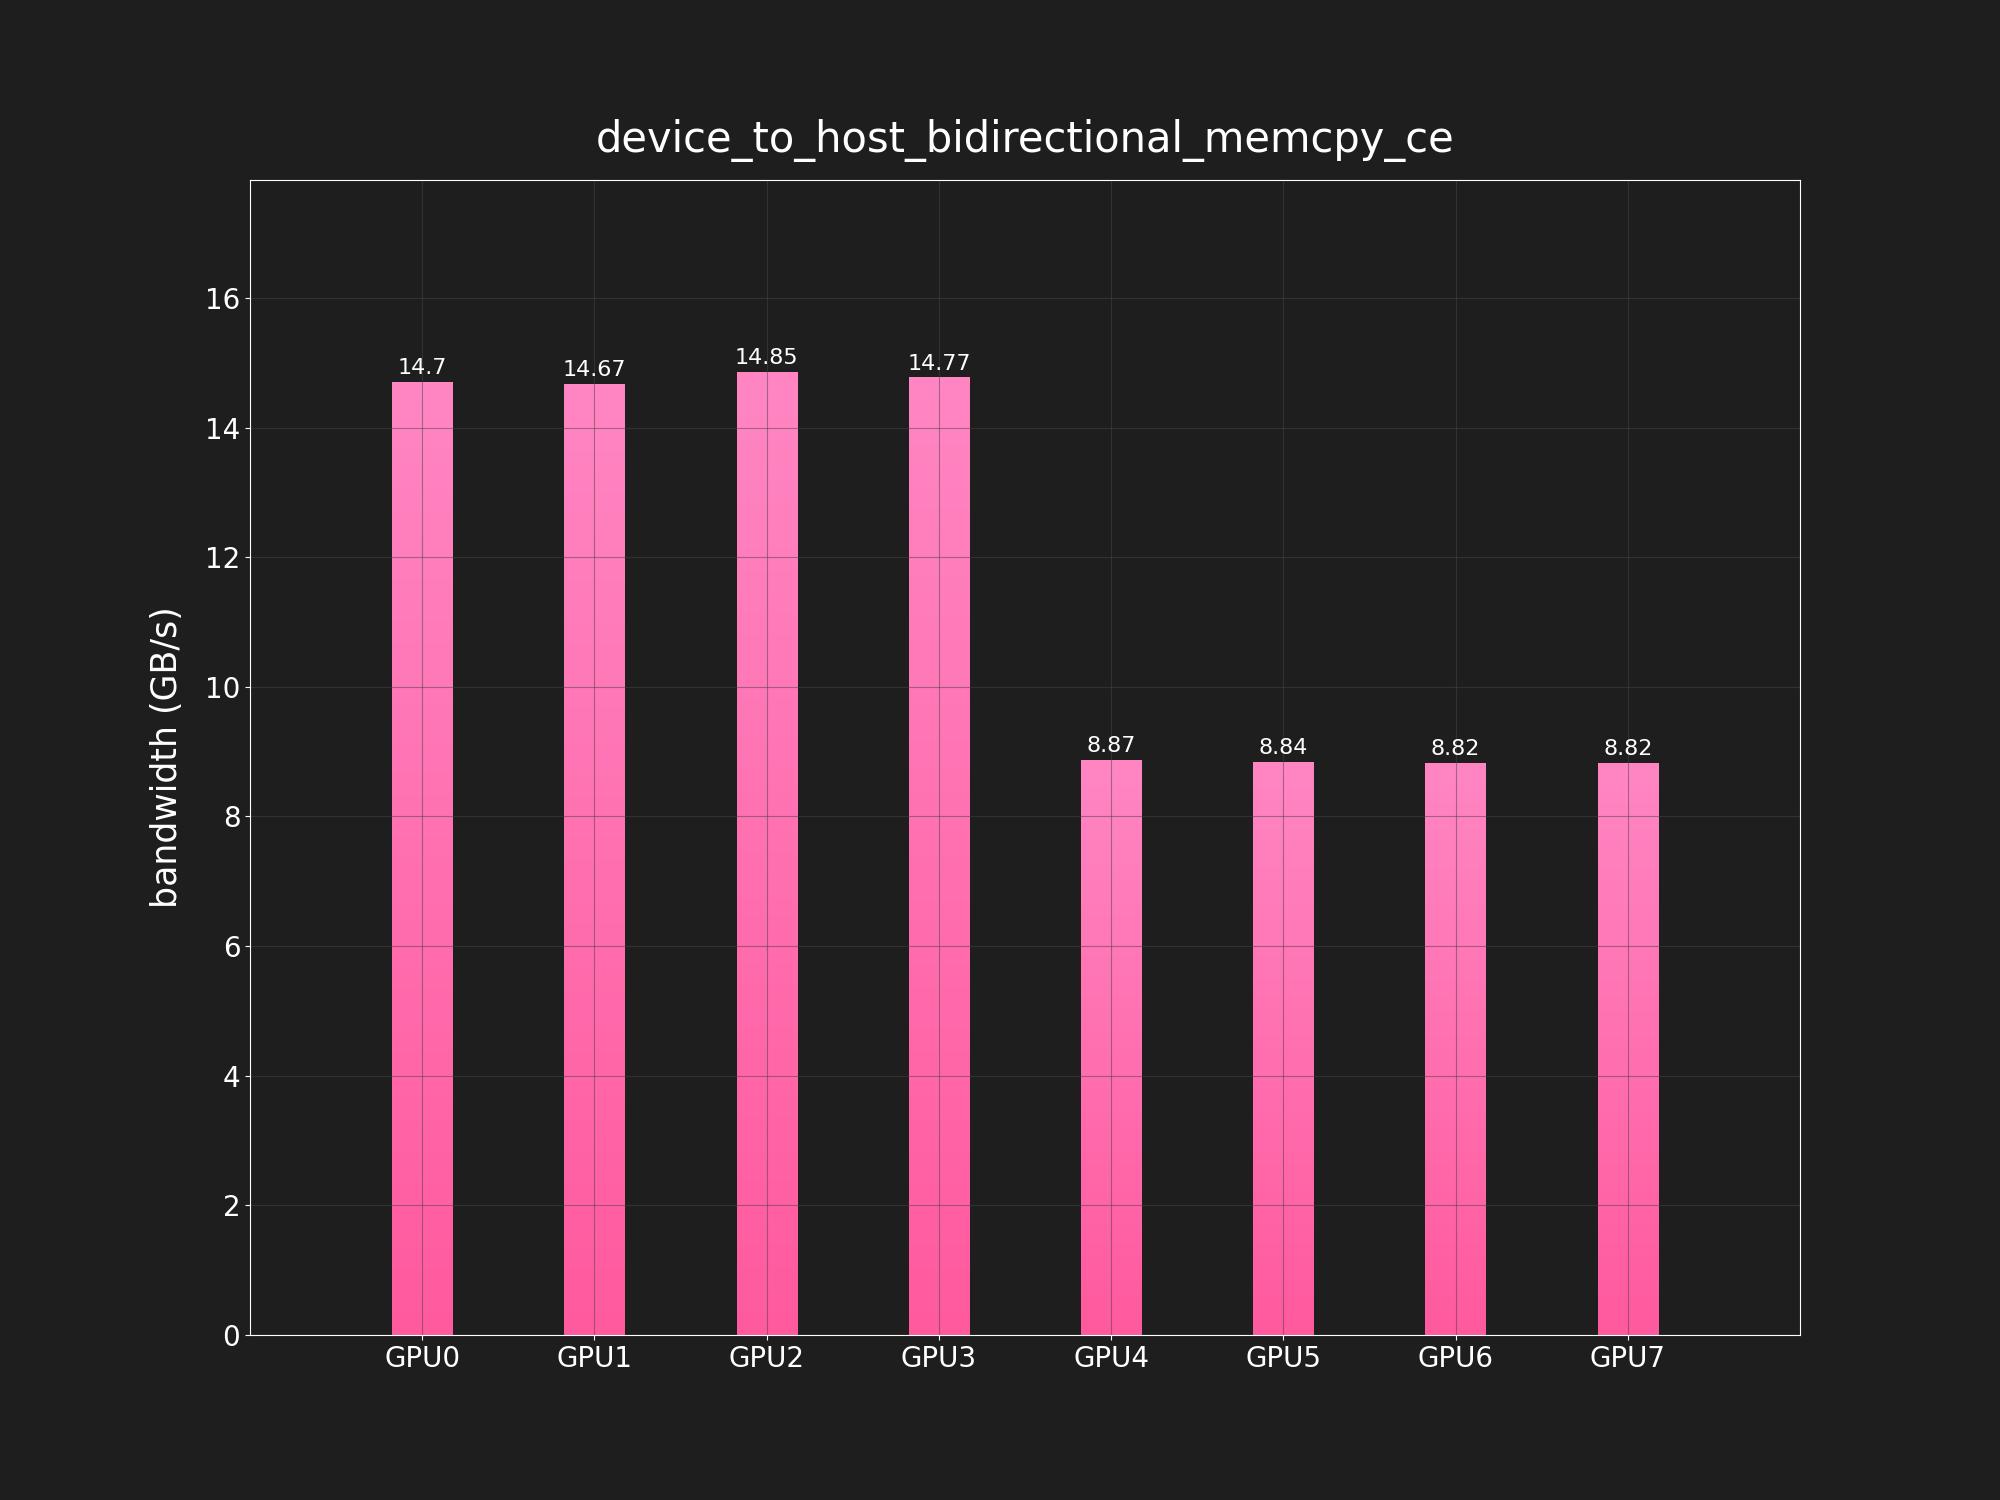 device_to_host_bidirectional_memcpy_ce
bandwidth (GB/s)
16
14
12
10
8
6
4
2
0
14.7
14.67
14.85
14.77
8.87
8.84
8.82
8.82
GPU0
GPU1
GPU2
GPU3
GPU4
GPU5
GPU6
GPU7